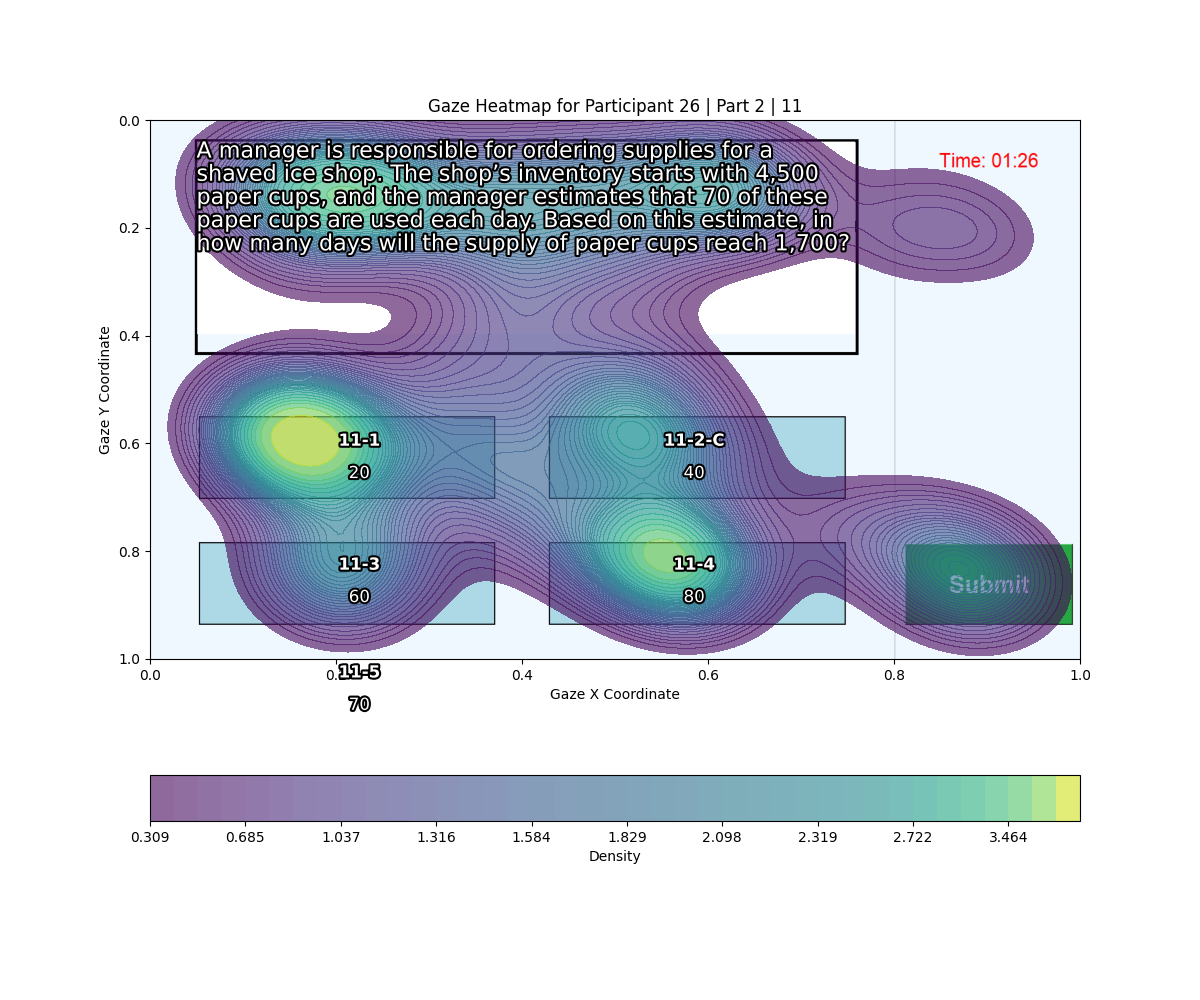 Gaze Heatmap for Participant 26 | Part 2 | 11
0.0
A manager is responsible for ordering supplies for a
shaved ice shop. The shop’s inventory starts with 4,500
paper cups, and the manager estimates that 70 of these
paper cups are used each day. Based on this estimate, in
how many days will the supply of paper cups reach 1,700?
Time: 01:26
0.2
0.4
Gaze Y Coordinate
0.6
11-1
20
11-2-C
40
0.8
11-3
60
11-4
80
Submit
1.0
0.0 0.4 0.6 0.8 1.0
11-5
70
Gaze X Coordinate
0.309 0.685 1.037 1.316 1.584 1.829 2.098 2.319 2.722 3.464
Density